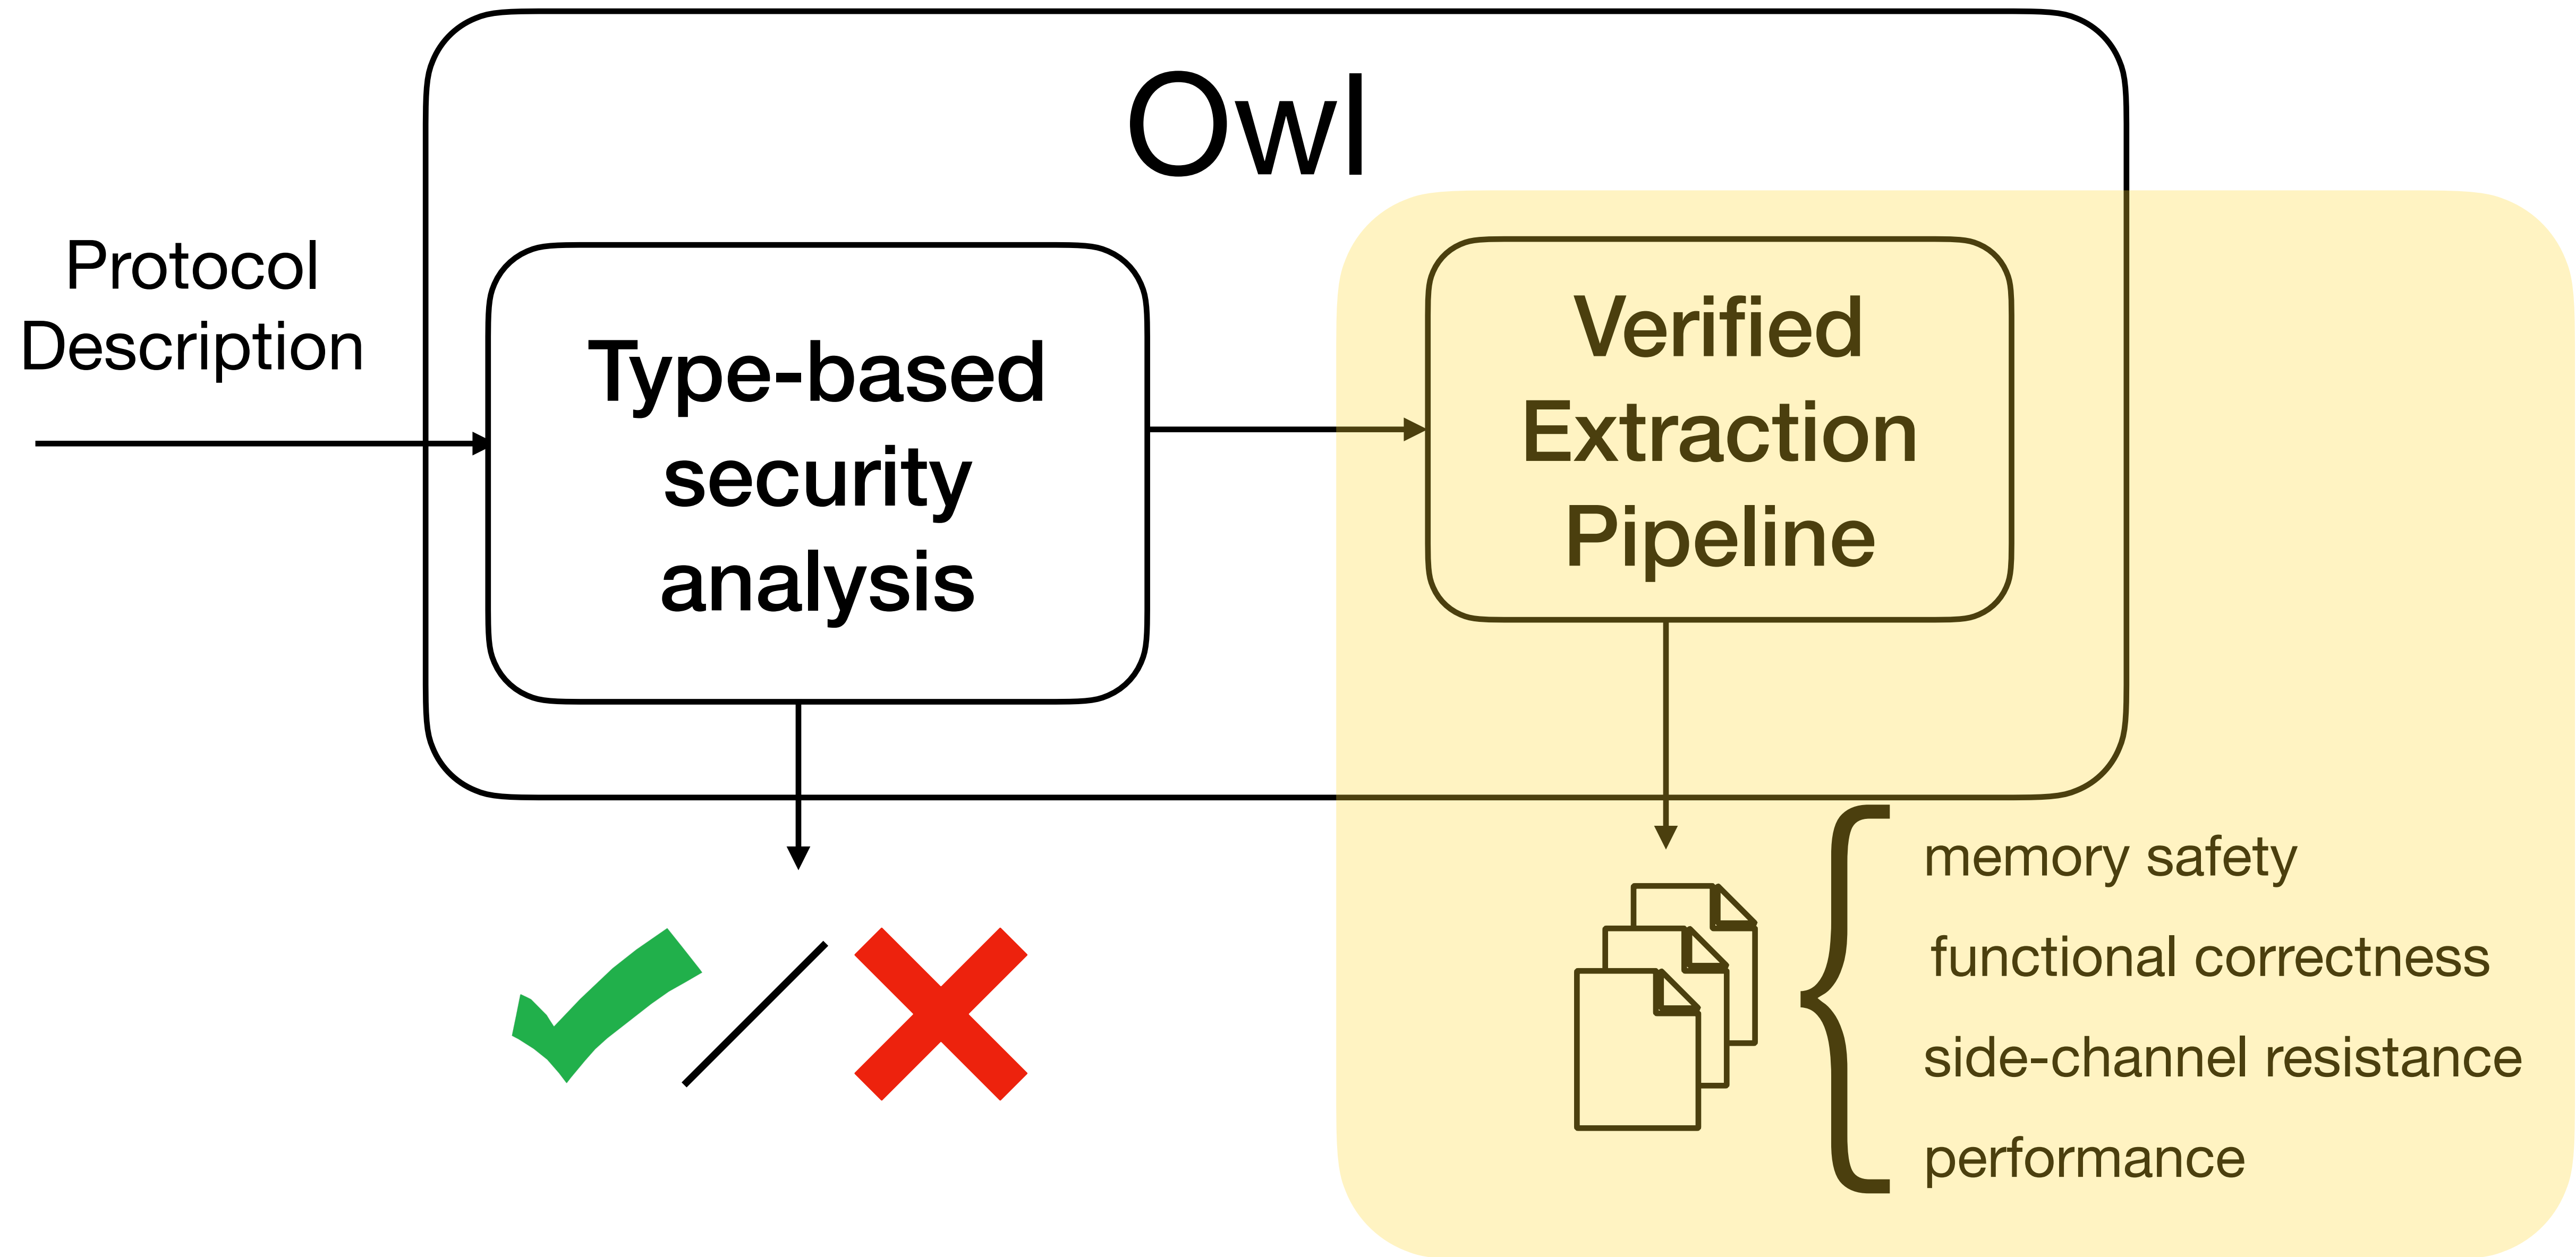 Owl
Protocol
Description
Type-based
security
analysis
Verified
Extraction
Pipeline
memory safety
functional correctness
side-channel resistance
performance